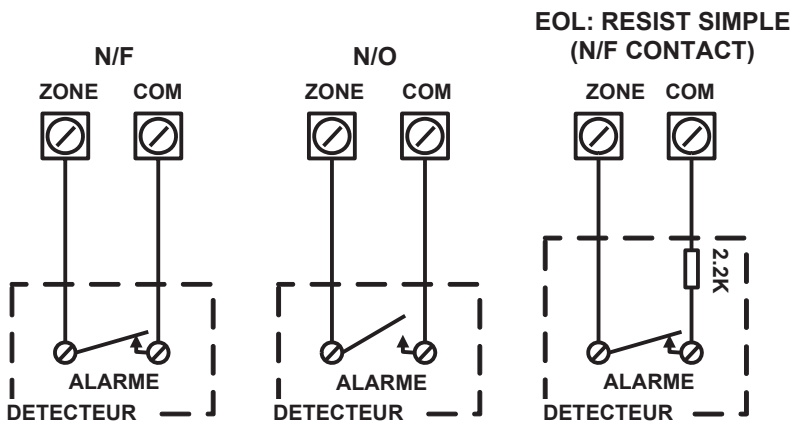 N/F
ZONE COM
ALARME
DETECTEUR
N/O
ZONE COM
ALARME
DETECTEUR
EOL: RESIST SIMPLE
(N/F CONTACT)
ZONE COM
2.2K
ALARME
DETECTEUR